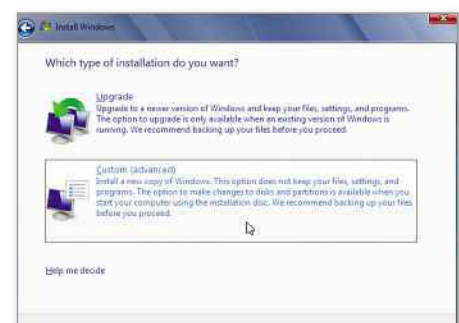 Install Windows
Which type of installation do you want?
Upgrade
Upgrade to a newer version of Windows and keep your files, settings, and programs.
The option to upgrade is only available when an existing version of Windows is
running. We recommend backing up your files before you proceed.
Custom (advanced)
Install a new copy of Windows. This option does not keep your files, settings, and
programs. The option to make changes to disks and partitions is available when you
start your computer using the installation disc. We recommend backing up your files
before you proceed.
Help me decide